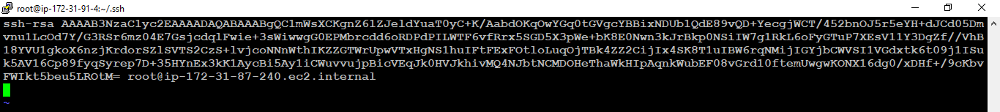 root@ip-172-31-91-4:~/.ssh
ssh-rsa AAAAB3NzaC1yc2EAAAADAQABAAABgQC1mWsXCKgnZ61ZJeldYuaT0yC+K/AabdOKqOwYGq0tGVgcYBBixNDUb1QdE89vQD+YecgjWCT/452bnOJ5r5eYH+dJCd05Dm
vnu1LcOd7Y/G3RSr6mz04E7GsjcdqlFwie+3sWiwwgG0EPMbrcdd6oRDPdPILWTF6vfRrx5SGD5X3pWe+bK8E0Nwn3kJrBkp0NSiIW7g1RkL6oFyGTuP7XEsVl1Y3DgZf//VhB
18YVU1gkoX6nzjKrdorSZlSVTS2CzS+lvjcoNNnWthIKZZGTWrUpwVTxHgNS1huIFtFExFOtloLuqOjTBk4ZZ2CijIx4SK8T1uIBW6rqNMijIGYjbCWVSI1VGdxtk6t09j1ISu
k5AV16Cp89fyqSyrep7D+35HYnEx3kK1AycBi5Ay1iCWuvvujpBicVEqJk0HVJkhivMQ4NJbtNCMDOHeThaWkHIpAqnkWubEF08vGrd10ftemUwgwKONX16dg0/xDHf+/9cKbv
FWIkt5beu5LROtM= root@ip-172-31-87-240.ec2.internal
~